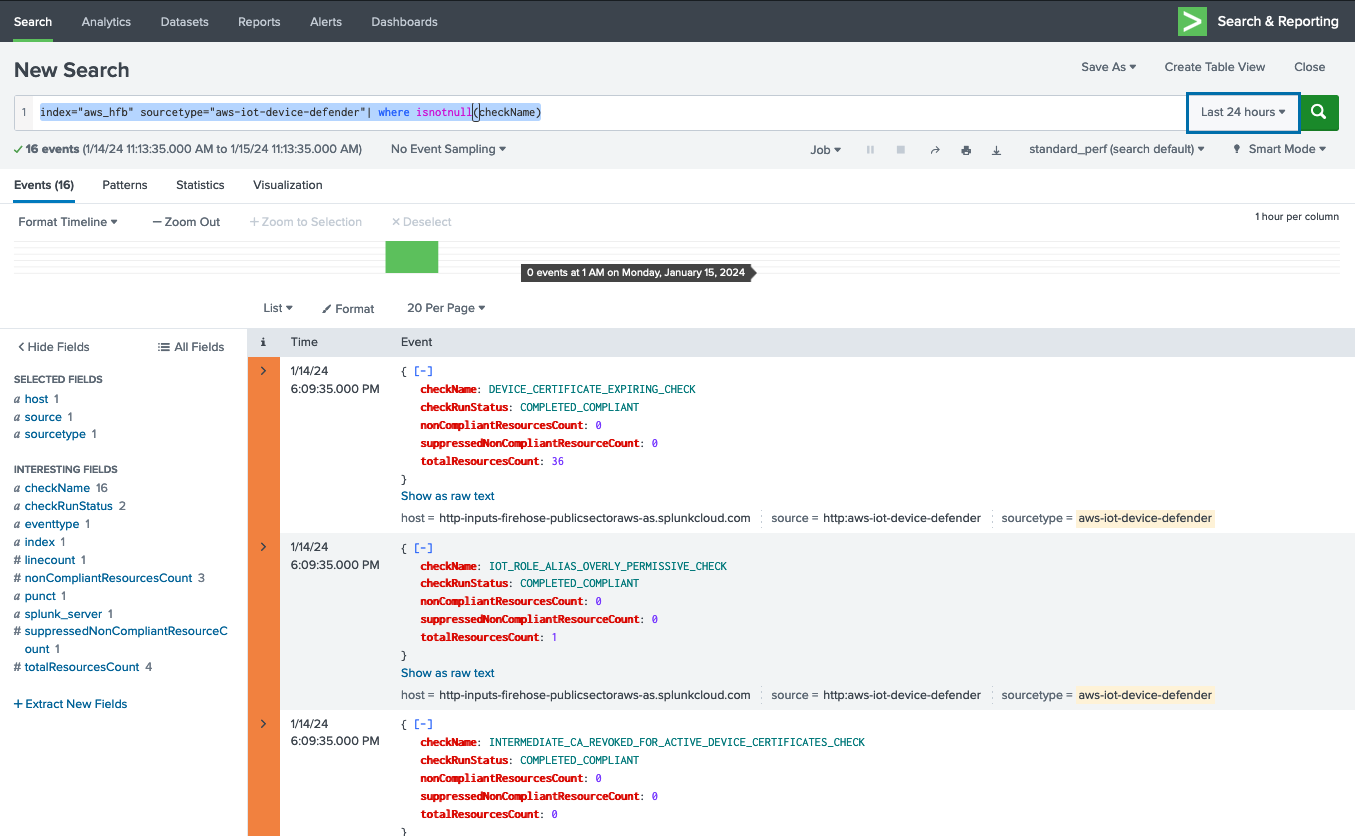 Search Analytics Datasets Reports Alerts Dashboards > Search & Reporting
New Search Save As ▾ Create Table View Close
1 index="aws_hfb" sourcetype="aws-iot-device-defender"| where isnotnull(checkName) Last 24 hours ▾
✓ 16 events (1/14/24 11:13:35.000 AM to 1/15/24 11:13:35.000 AM) No Event Sampling ▾ Job ▾ standard_perf (search default) ▾ Smart Mode ▾
Events (16) Patterns Statistics Visualization
Format Timeline ▾ — Zoom Out + Zoom to Selection × Deselect 1 hour per column
0 events at 1 AM on Monday, January 15, 2024
List ▾ Format 20 Per Page ▾
< Hide Fields All Fields
SELECTED FIELDS
a host 1
a source 1
a sourcetype 1
INTERESTING FIELDS
a checkName 16
a checkRunStatus 2
a eventtype 1
a index 1
# linecount 1
# nonCompliantResourcesCount 3
a punct 1
a splunk_server 1
# suppressedNonCompliantResourceC
ount 1
# totalResourcesCount 4
+ Extract New Fields
i Time Event
> 1/14/24 { [-]
6:09:35.000 PM checkName: DEVICE_CERTIFICATE_EXPIRING_CHECK
checkRunStatus: COMPLETED_COMPLIANT
nonCompliantResourcesCount: 0
suppressedNonCompliantResourceCount: 0
totalResourcesCount: 36
}
Show as raw text
host = http-inputs-firehose-publicsectoraws-as.splunkcloud.com source = http:aws-iot-device-defender sourcetype = aws-iot-device-defender
> 1/14/24 { [-]
6:09:35.000 PM checkName: IOT_ROLE_ALIAS_OVERLY_PERMISSIVE_CHECK
checkRunStatus: COMPLETED_COMPLIANT
nonCompliantResourcesCount: 0
suppressedNonCompliantResourceCount: 0
totalResourcesCount: 1
}
Show as raw text
host = http-inputs-firehose-publicsectoraws-as.splunkcloud.com source = http:aws-iot-device-defender sourcetype = aws-iot-device-defender
> 1/14/24 { [-]
6:09:35.000 PM checkName: INTERMEDIATE_CA_REVOKED_FOR_ACTIVE_DEVICE_CERTIFICATES_CHECK
checkRunStatus: COMPLETED_COMPLIANT
nonCompliantResourcesCount: 0
suppressedNonCompliantResourceCount: 0
totalResourcesCount: 0
}